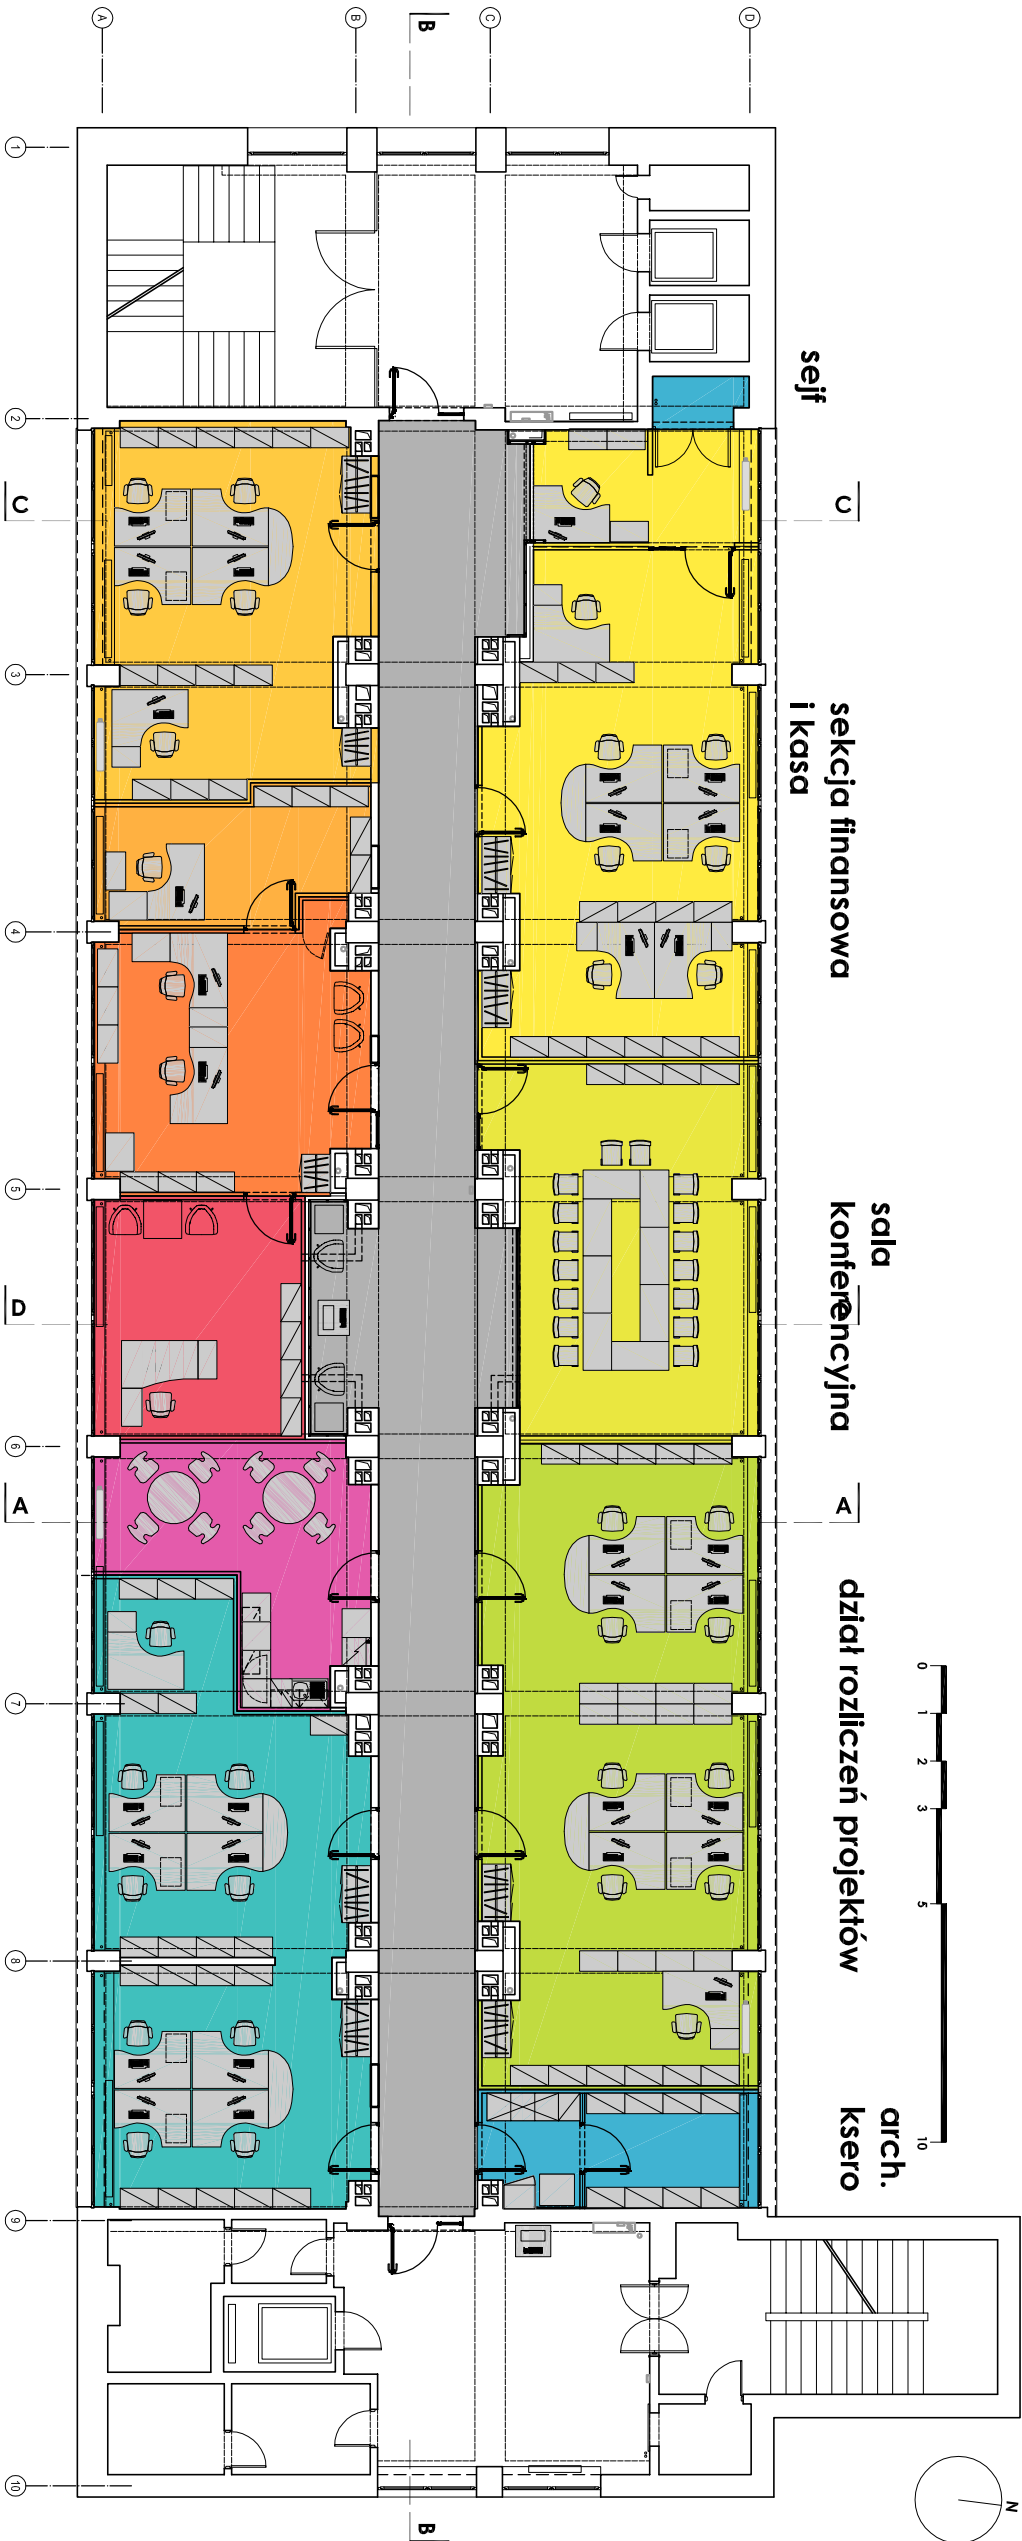 A
B
B
C
D
1
2
3
4
5
6
7
8
9
10
C
C
D
D
A
A
B
sejf
sekcja finansowa
i kasa
sala
konferencyjna
dział rozliczeń projektów
arch.
ksero
0
1
2
3
5
10
N